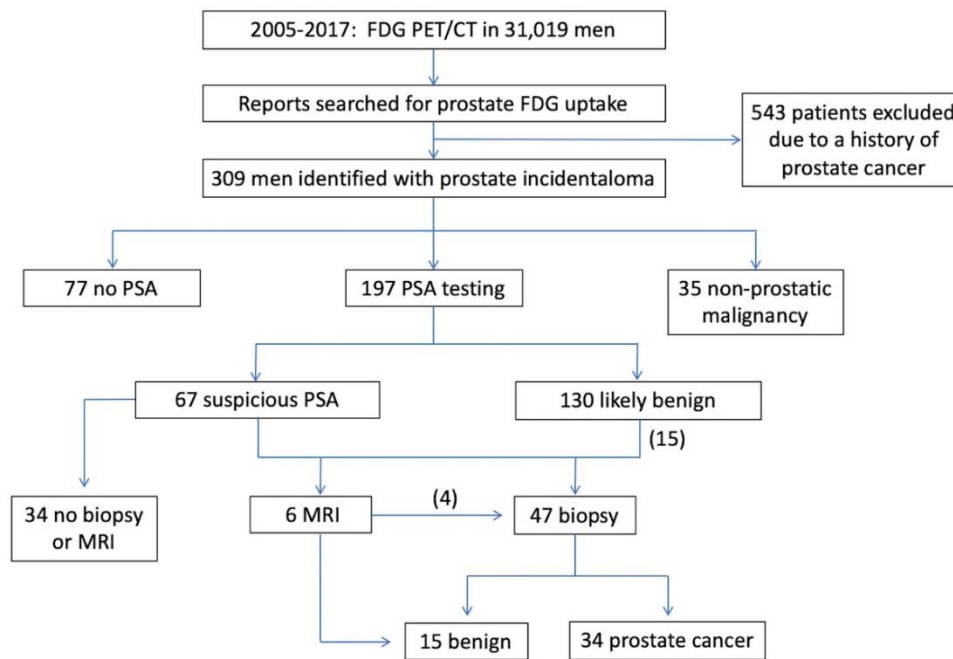 2005-2017:  FDG PET/CT in 31,019 men
Reports searched for prostate FDG uptake
543 patients excluded
due to a history of
prostate cancer
309 men identified with prostate incidentaloma
77 no PSA
197 PSA testing
35 non-prostatic
malignancy
67 suspicious PSA
130 likely benign
(15)
34 no biopsy
or MRI
6 MRI
(4)
47 biopsy
15 benign
34 prostate cancer